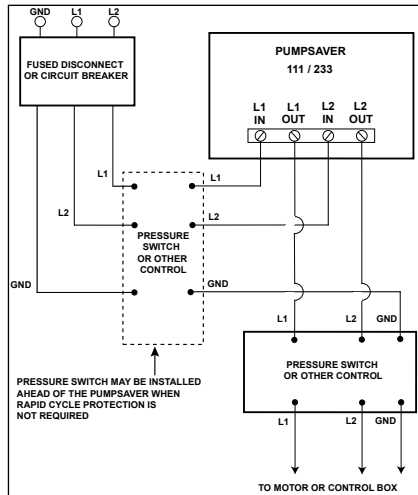 GND L1 L2
FUSED DISCONNECT
OR CIRCUIT BREAKER
PUMPSAVER
111 / 233
L1 L1 L2 L2
IN OUT IN OUT
L1
L1
L2
L2
PRESSURE
SWITCH
OR OTHER
CONTROL
GND
GND
L1
L2
GND
PRESSURE SWITCH
OR OTHER CONTROL
PRESSURE SWITCH MAY BE INSTALLED
AHEAD OF THE PUMPSAVER WHEN
RAPID CYCLE PROTECTION IS
NOT REQUIRED
L1
L2
GND
TO MOTOR OR CONTROL BOX